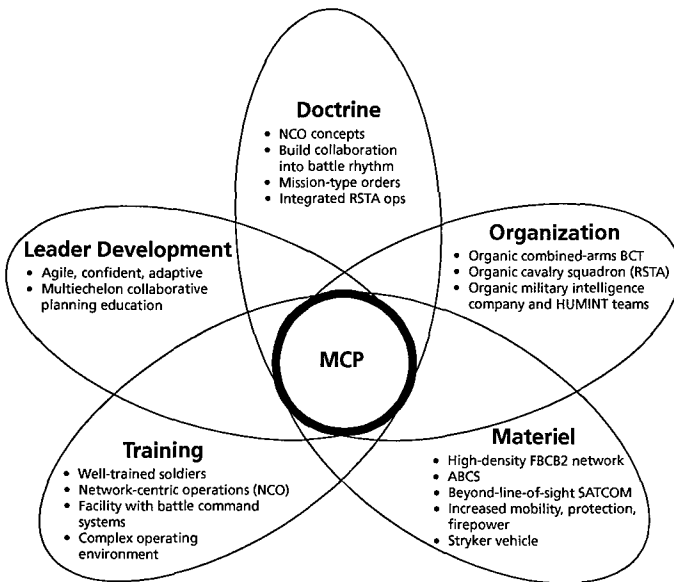 Doctrine
• NCO concepts
• Build collaboration
into battle rhythm
• Mission-type orders
• Integrated RSTA ops
Leader Development
• Agile, confident, adaptive
• Multiechelon collaborative
planning education
Organization
• Organic combined-arms BCT
• Organic cavalry squadron (RSTA)
• Organic military intelligence
company and HUMINT teams
MCP
Training
• Well-trained soldiers
• Network-centric operations (NCO)
• Facility with battle command
systems
• Complex operating
environment
Materiel
• High-density FBCB2 network
• ABCS
• Beyond-line-of-sight SATCOM
• Increased mobility, protection,
firepower
• Stryker vehicle